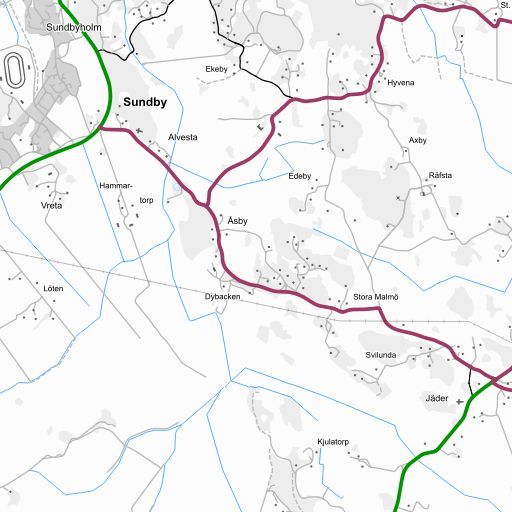 St.
Sundbyholm
Ekeby
Hyvena
Sundby
Alvesta
Axby
Edeby
Räfsta
Hammar-
torp
Vreta
Åsby
Löten
Dybacken
Stora Malmö
Svilunda
Jäder
Kjulatorp